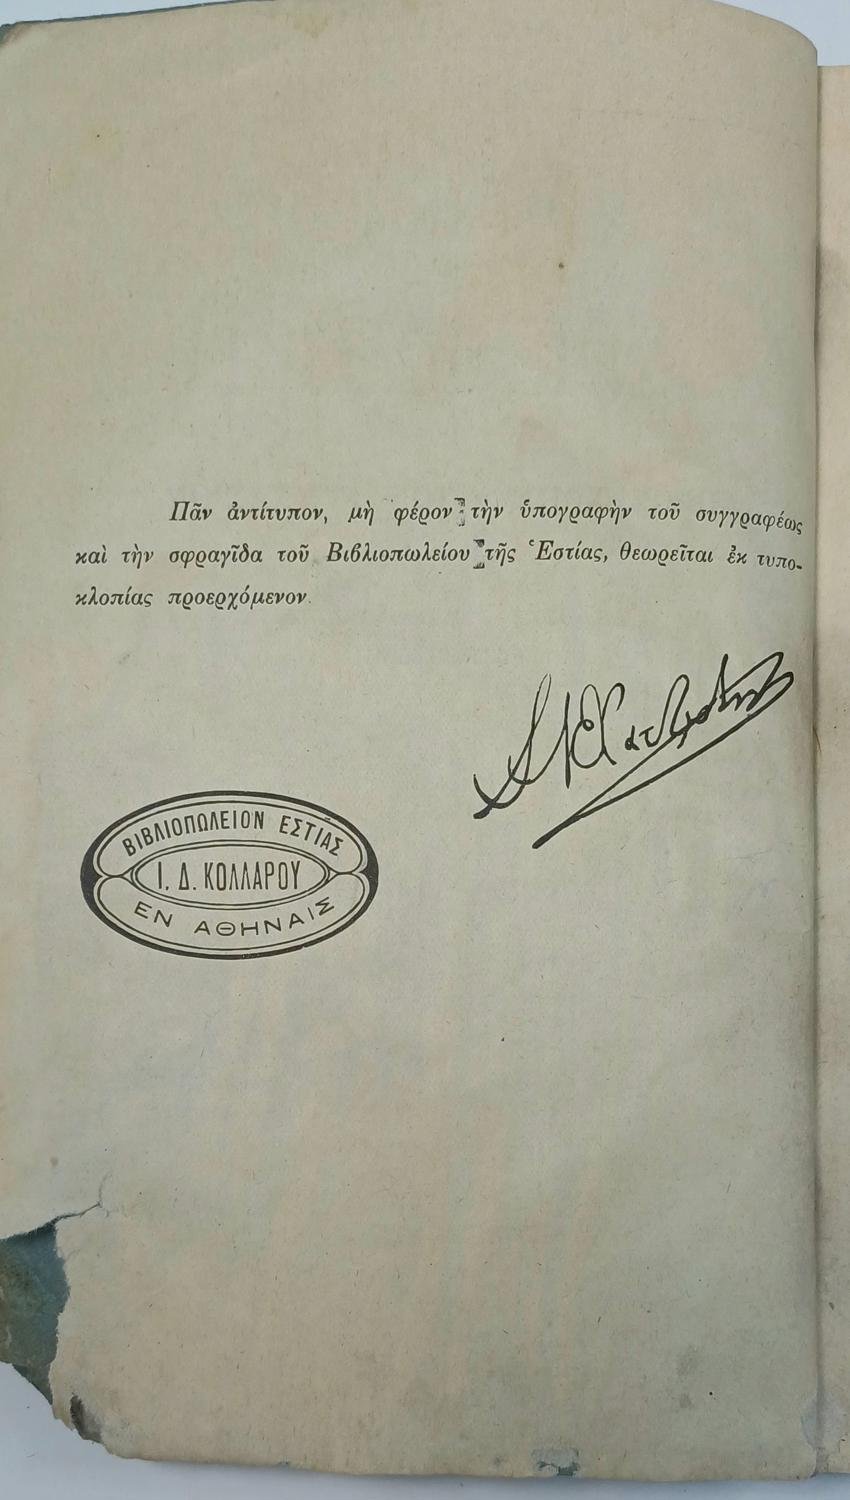 Πᾶν ἀντίτυπον, μὴ φέρον τὴν ὑπογραφὴν τοῦ συγγραφέως
καὶ τὴν σφραγῖδα τοῦ Βιβλιοπωλείου τῆς Ἑστίας, θεωρεῖται ἐκ τυπο-
κλοπίας προερχόμενον.
ΒΙΒΛΙΟΠΩΛΕΙΟΝ ΕΣΤΙΑΣ
Ι. Δ. ΚΟΛΛΑΡΟΥ
ΕΝ ΑΘΗΝΑΙΣ